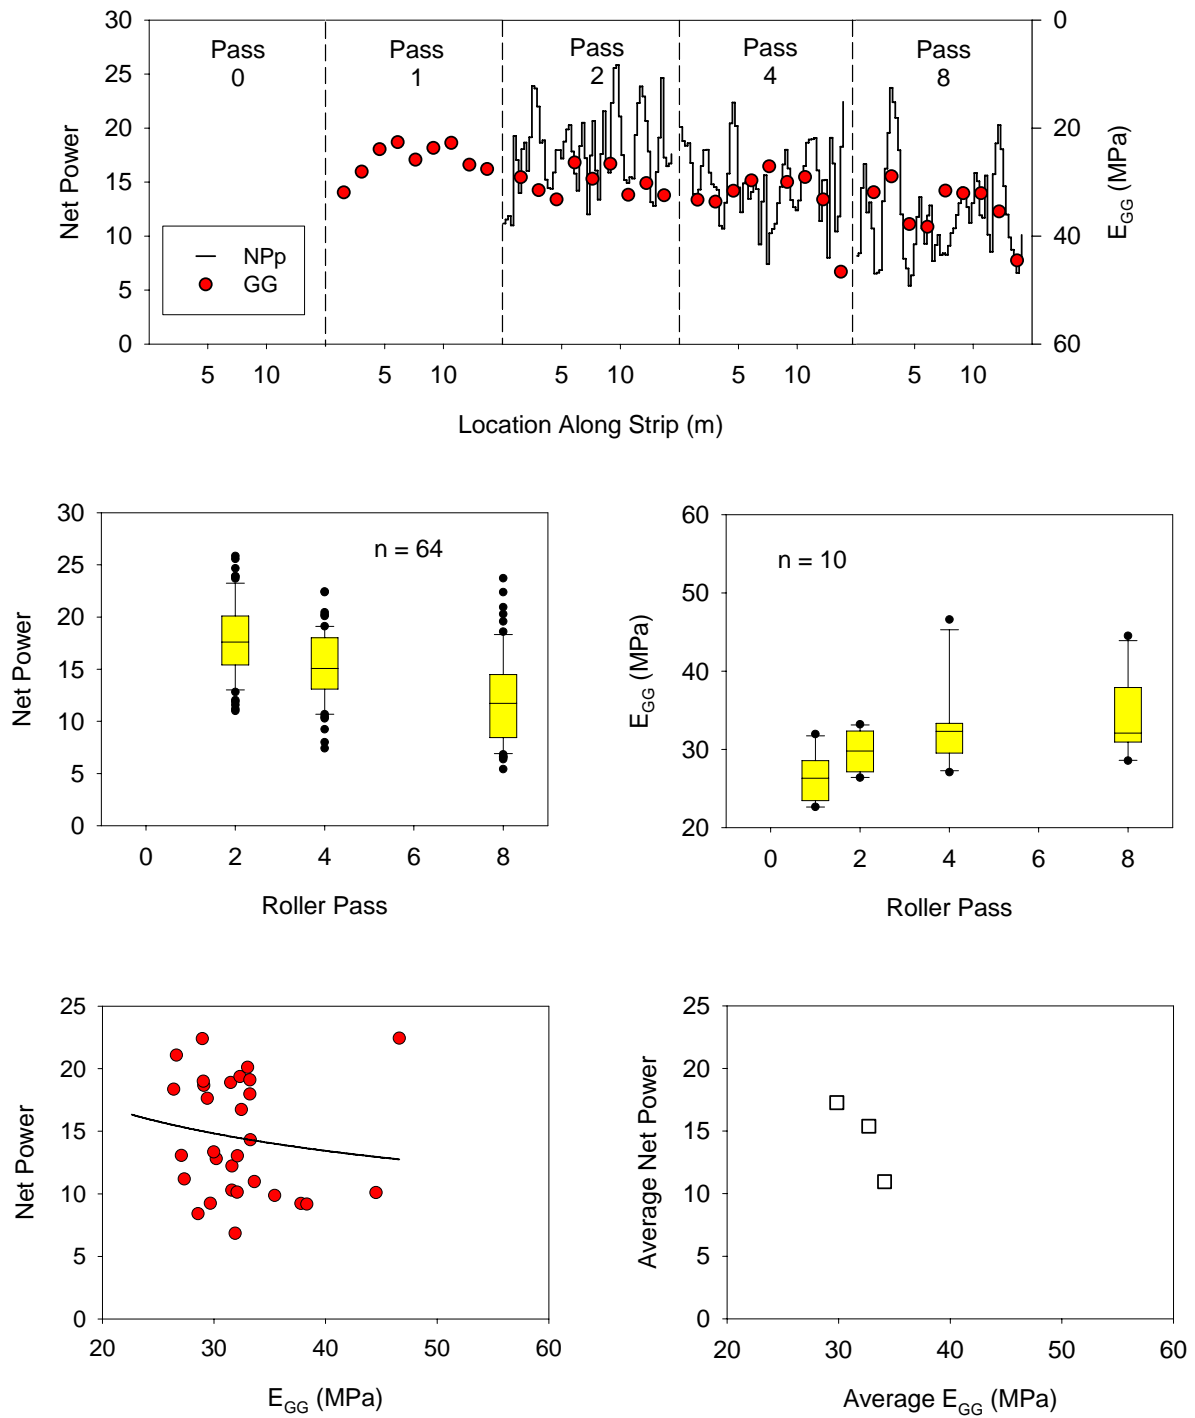 30
25
20
15
10
5
0
Net Power
Pass
0
Pass
1
Pass
2
Pass
4
Pass
8
NPp
GG
0
20
40
60
E_GG (MPa)
5 10 5 10 5 10 5 10 5 10
Location Along Strip (m)
30
25
20
15
10
5
0
Net Power
n = 64
0 2 4 6 8
Roller Pass
60
50
40
30
20
E_GG (MPa)
n = 10
0 2 4 6 8
Roller Pass
25
20
15
10
5
0
Net Power
20 30 40 50 60
E_GG (MPa)
25
20
15
10
5
0
Average Net Power
20 30 40 50 60
Average E_GG (MPa)